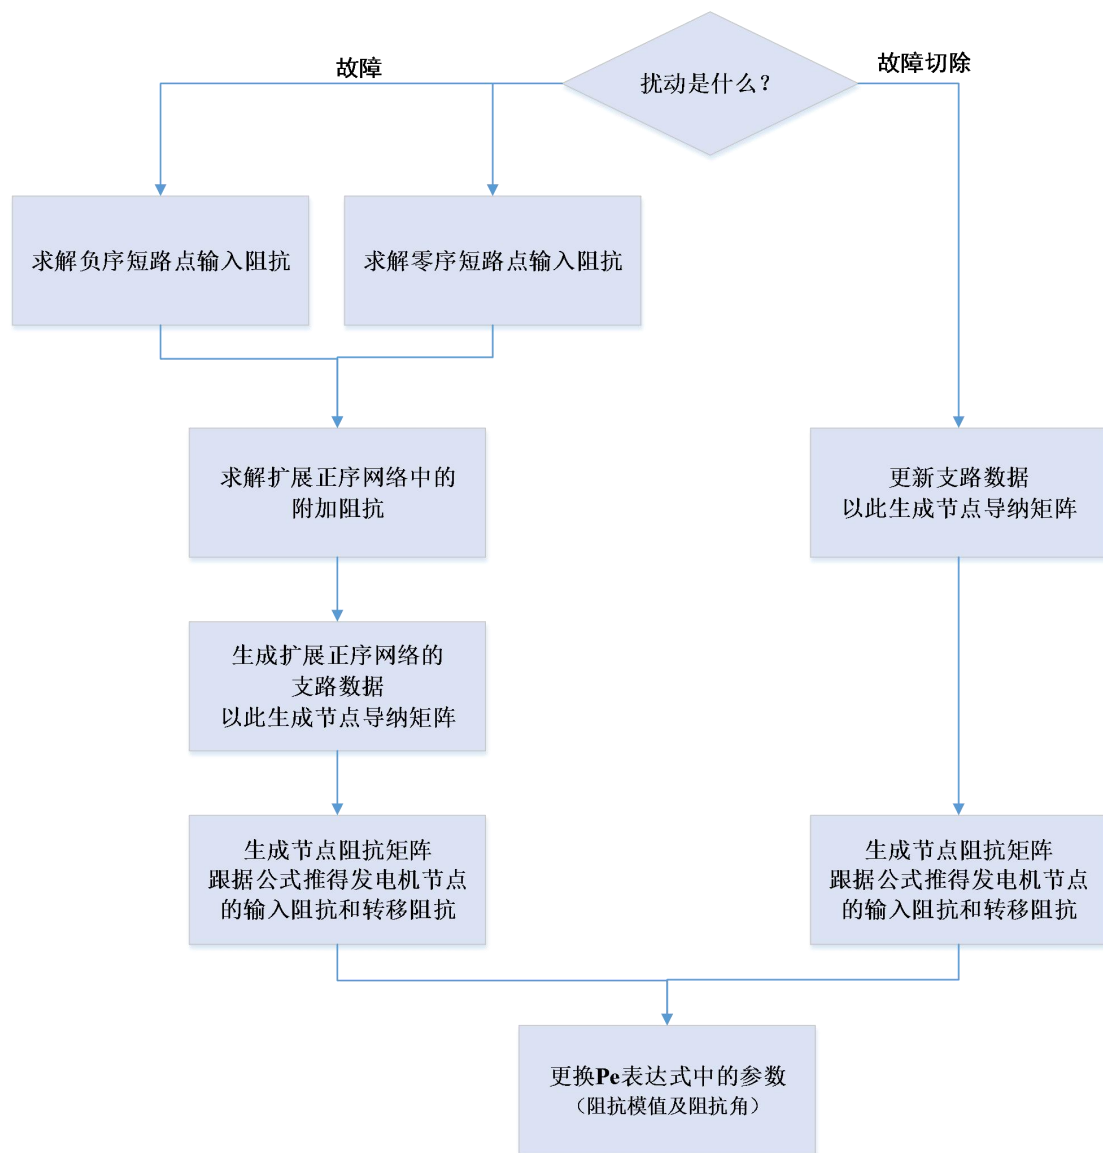 故障
扰动是什么？
故障切除
求解负序短路点输入阻抗
求解零序短路点输入阻抗
求解扩展正序网络中的
附加阻抗
更新支路数据
以此生成节点导纳矩阵
生成扩展正序网络的
支路数据
以此生成节点导纳矩阵
生成节点阻抗矩阵
跟据公式推得发电机节点
的输入阻抗和转移阻抗
生成节点阻抗矩阵
跟据公式推得发电机节点
的输入阻抗和转移阻抗
更换Pe表达式中的参数
（阻抗模值及阻抗角）